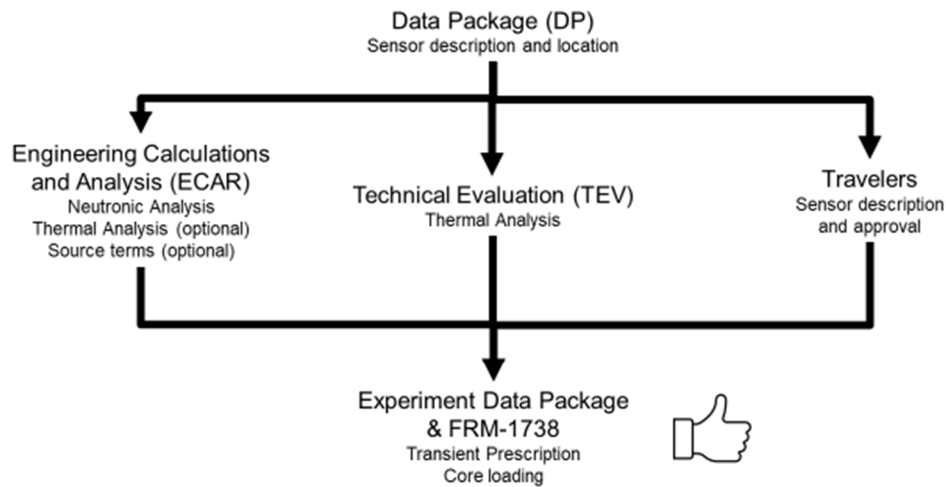 Data Package (DP)
Sensor description and location
Engineering Calculations
and Analysis (ECAR)
Neutronic Analysis
Thermal Analysis (optional)
Source terms (optional)
Technical Evaluation (TEV)
Thermal Analysis
Travelers
Sensor description
and approval
Experiment Data Package
& FRM-1738
Transient Prescription
Core loading